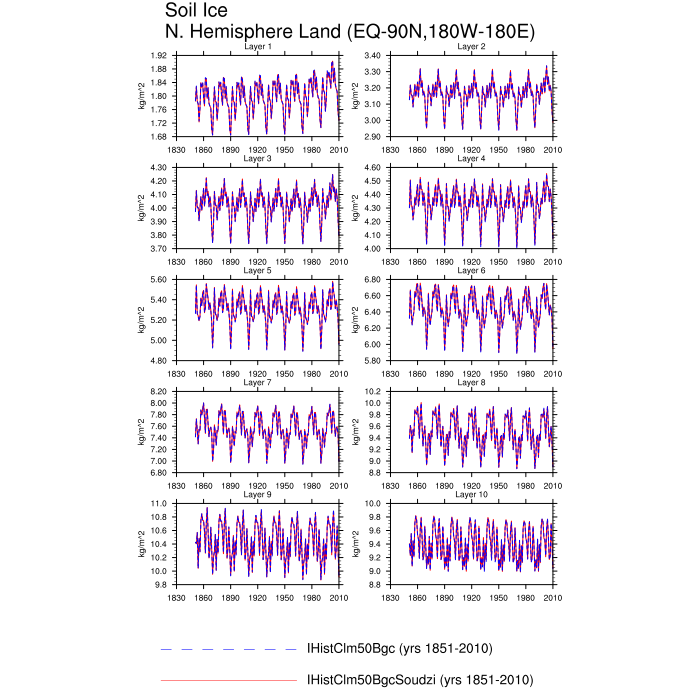 Soil Ice
N. Hemisphere Land (EQ-90N,180W-180E)
Layer 1
Layer 2
1.92
1.88
1.84
1.80
1.76
1.72
1.68
kg/m^2
1830 1860 1890 1920 1950 1980 2010
3.40
3.30
3.20
3.10
3.00
2.90
kg/m^2
1830 1860 1890 1920 1950 1980 2010
Layer 3
Layer 4
4.30
4.20
4.10
4.00
3.90
3.80
3.70
kg/m^2
1830 1860 1890 1920 1950 1980 2010
4.60
4.50
4.40
4.30
4.20
4.10
4.00
kg/m^2
1830 1860 1890 1920 1950 1980 2010
Layer 5
Layer 6
5.60
5.40
5.20
5.00
4.80
kg/m^2
1830 1860 1890 1920 1950 1980 2010
6.80
6.60
6.40
6.20
6.00
5.80
kg/m^2
1830 1860 1890 1920 1950 1980 2010
Layer 7
Layer 8
8.20
8.00
7.80
7.60
7.40
7.20
7.00
6.80
kg/m^2
1830 1860 1890 1920 1950 1980 2010
10.2
10.0
9.8
9.6
9.4
9.2
9.0
8.8
kg/m^2
1830 1860 1890 1920 1950 1980 2010
Layer 9
Layer 10
11.0
10.8
10.6
10.4
10.2
10.0
9.8
kg/m^2
1830 1860 1890 1920 1950 1980 2010
10.0
9.8
9.6
9.4
9.2
9.0
8.8
8.6
kg/m^2
1830 1860 1890 1920 1950 1980 2010
IHistClm50Bgc (yrs 1851-2010)
IHistClm50BgcSoudzi (yrs 1851-2010)